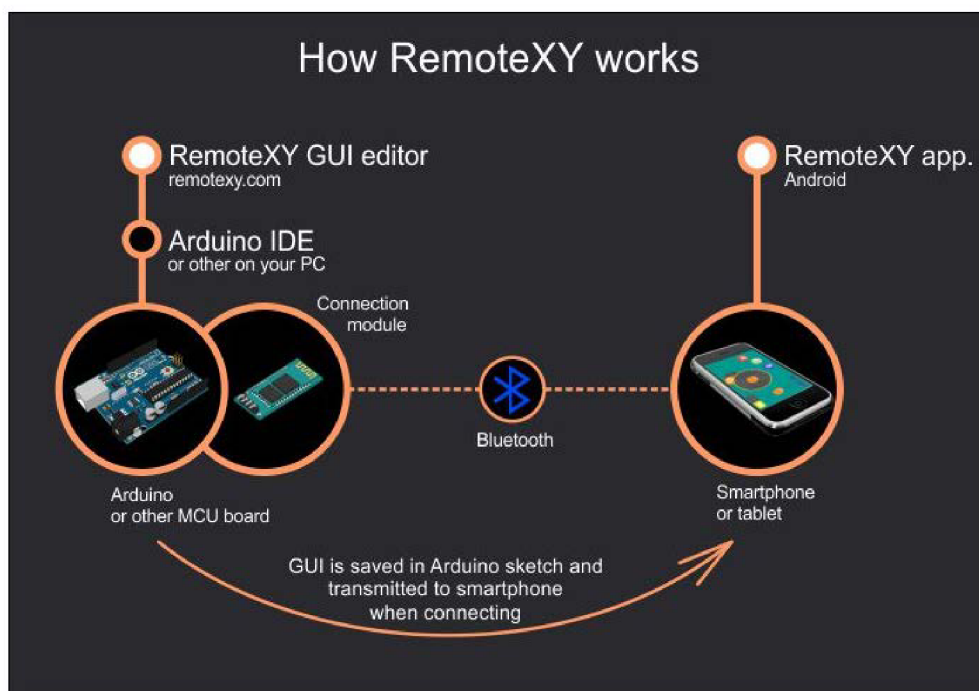 How RemoteXY works
RemoteXY GUI editor
remotexy.com
Arduino IDE
or other on your PC
Connection
module
Arduino
or other MCU board
Bluetooth
RemoteXY app.
Android
Smartphone
or tablet
GUI is saved in Arduino sketch and
transmitted to smartphone
when connecting